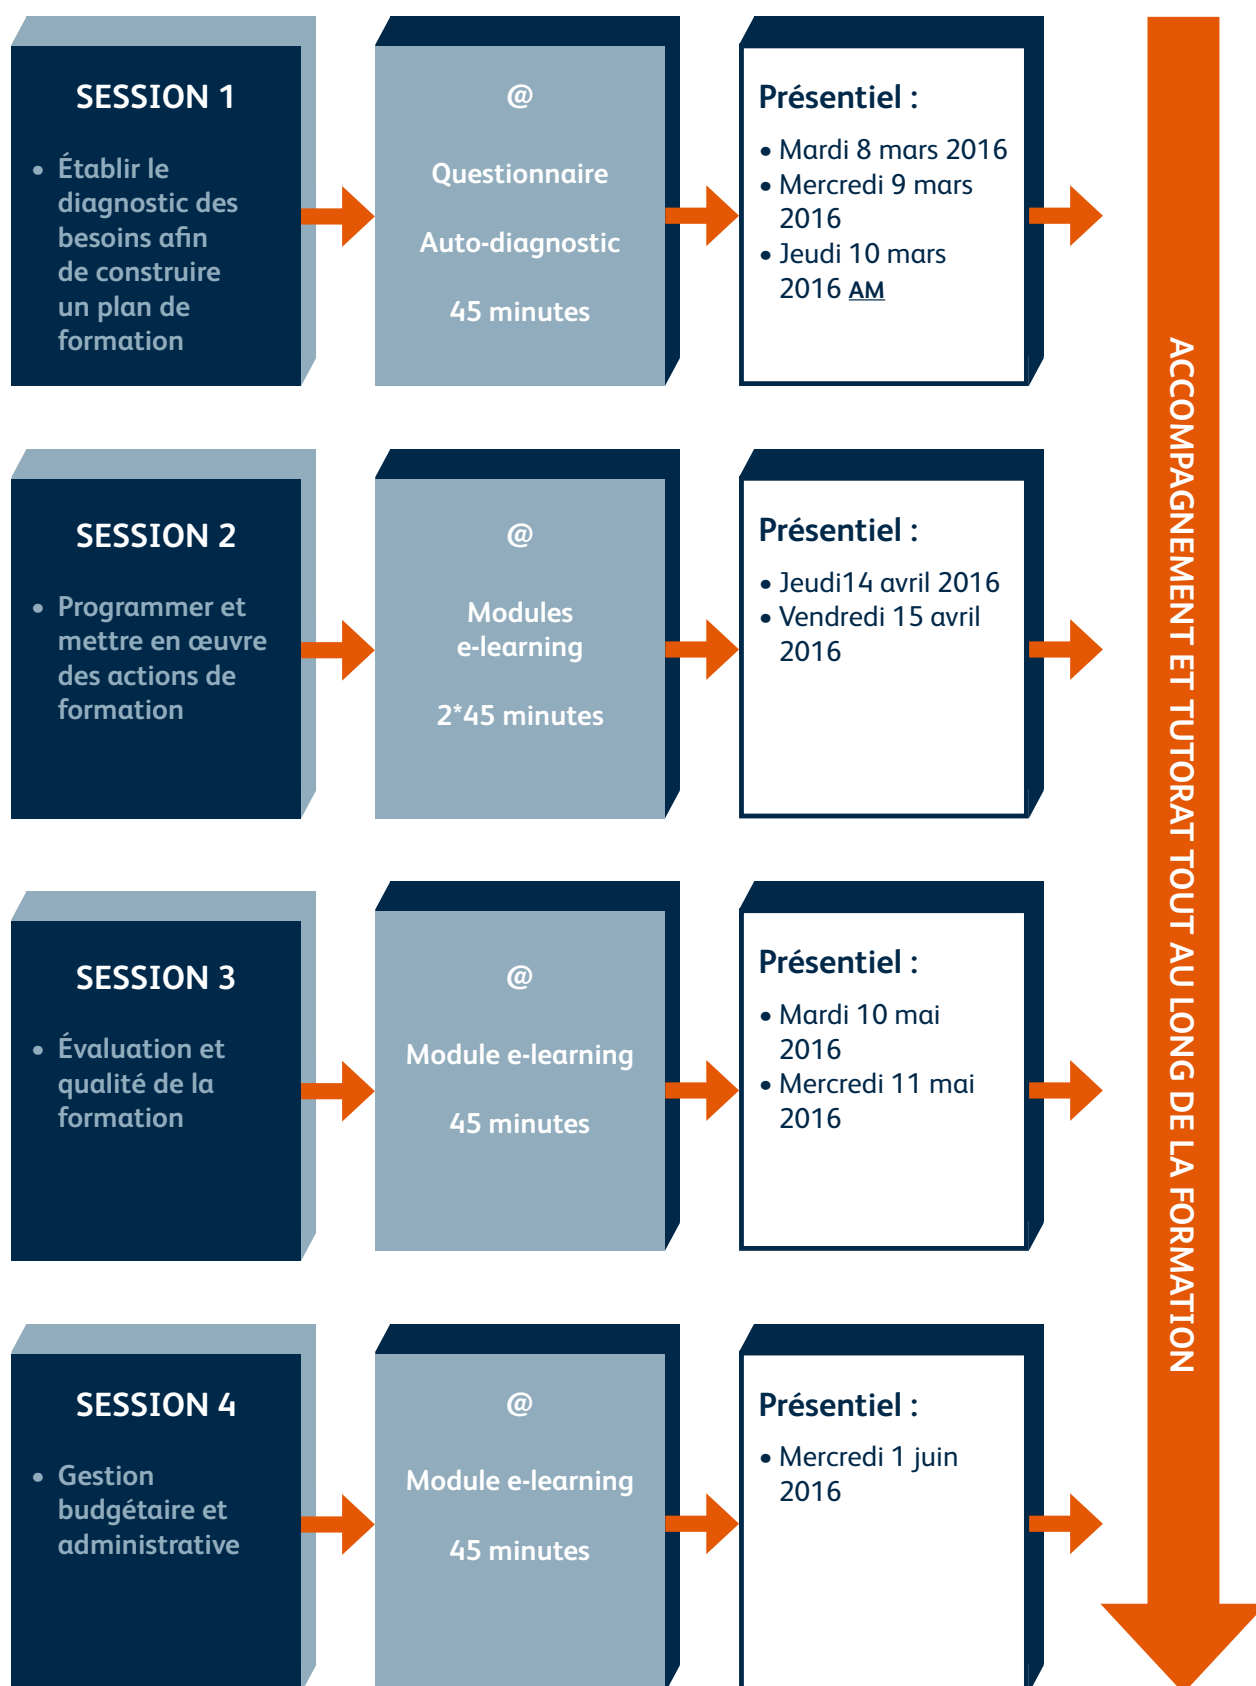 SESSION 1
• Établir le
diagnostic des
besoins afin
de construire
un plan de
formation
@
Questionnaire
Auto-diagnostic
45 minutes
Présentiel :
• Mardi 8 mars 2016
• Mercredi 9 mars
2016
• Jeudi 10 mars
2016 AM
SESSION 2
• Programmer et
mettre en œuvre
des actions de
formation
@
Modules
e-learning
2*45 minutes
Présentiel :
• Jeudi14 avril 2016
• Vendredi 15 avril
2016
SESSION 3
• Évaluation et
qualité de la
formation
@
Module e-learning
45 minutes
Présentiel :
• Mardi 10 mai
2016
• Mercredi 11 mai
2016
SESSION 4
• Gestion
budgétaire et
administrative
@
Module e-learning
45 minutes
Présentiel :
• Mercredi 1 juin
2016
ACCOMPAGNEMENT ET TUTORAT TOUT AU LONG DE LA FORMATION